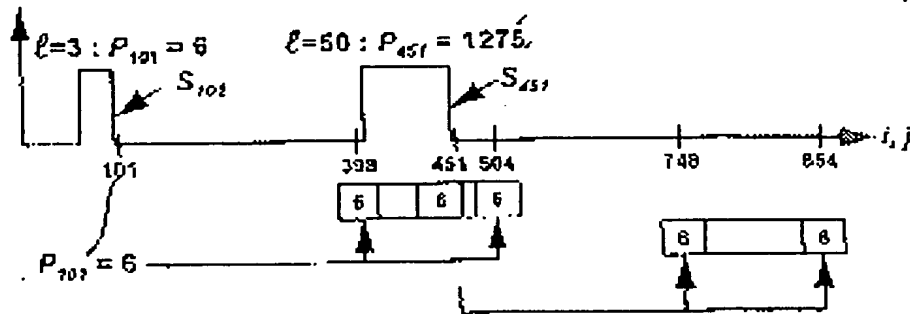 ℓ=3 : P₁₀₁ = 6 ℓ=50 : P₄₅₁ = 1275
S₁₀₁ S₄₅₁
101 398 451 504 748 854 i, j
6 6 6
6 6
P₁₀₁ = 6